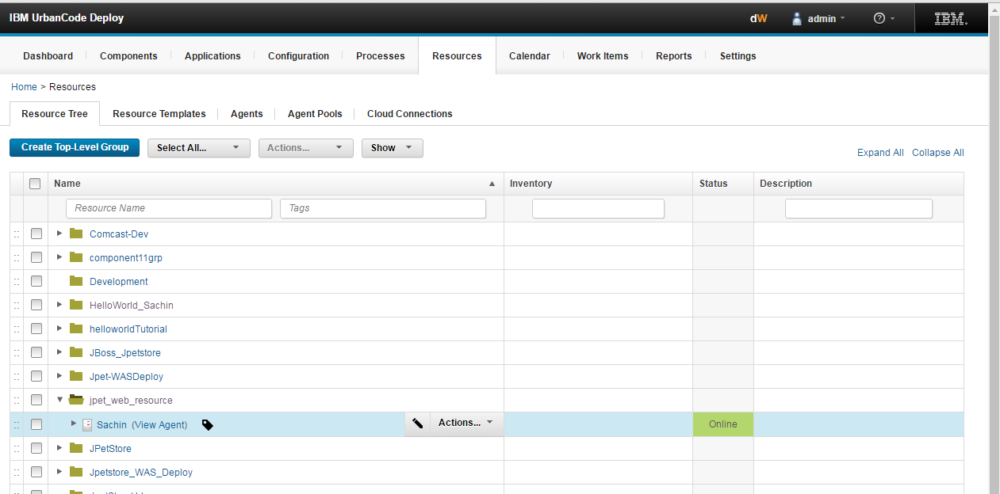 IBM UrbanCode Deploy dW admin ? IBM.
Dashboard Components Applications Configuration Processes Resources Calendar Work Items Reports Settings
Home > Resources
Resource Tree Resource Templates Agents Agent Pools Cloud Connections
Create Top-Level Group Select All... Actions... Show Expand All Collapse All
Name Inventory Status Description
Resource Name Tags
Comcast-Dev
component11grp
Development
HelloWorld_Sachin
helloworldTutorial
JBoss_Jpetstore
Jpet-WASDeploy
jpet_web_resource
Sachin (View Agent) Actions... Online
JPetStore
Jpetstore_WAS_Deploy